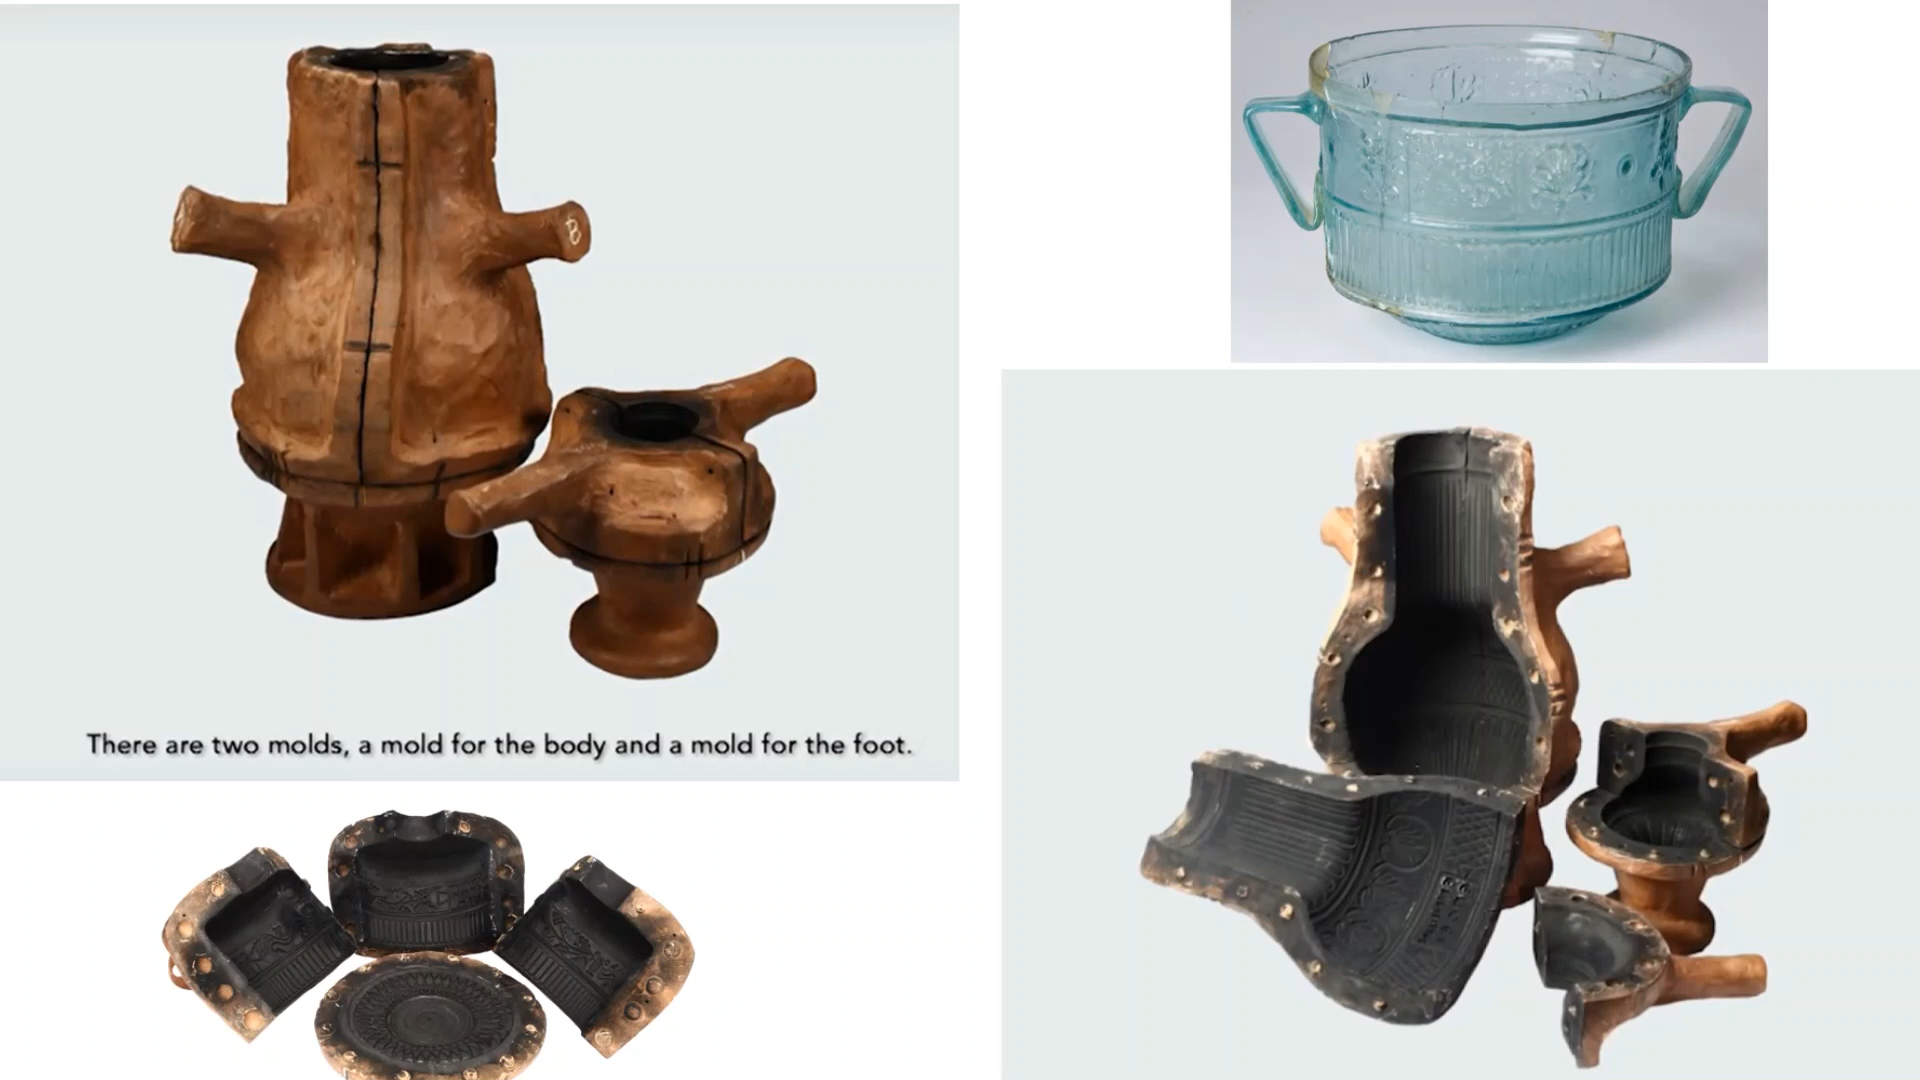 There are two molds, a mold for the body and a mold for the foot.
B